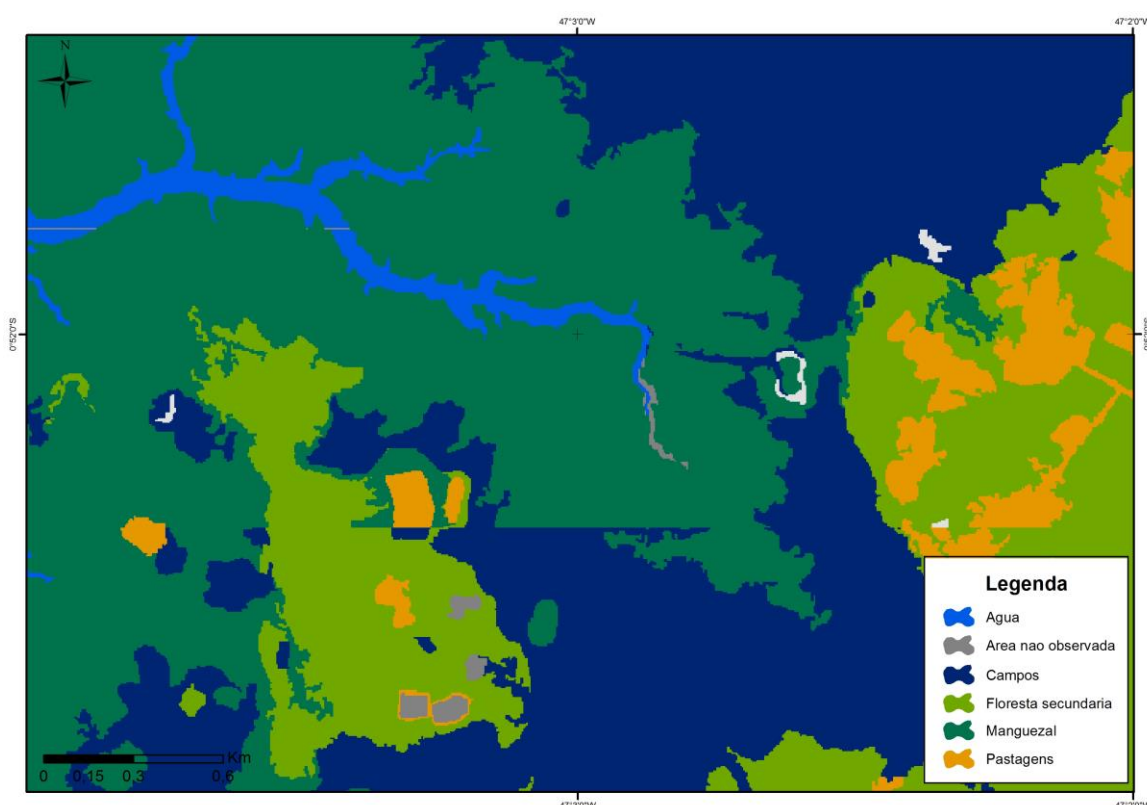 47°3'0"W
47°2'0"W
N
0°52'0"S
Legenda
Agua
Area nao observada
Campos
Floresta secundaria
Manguezal
Pastagens
Km
0 0.15 0.3 0.6